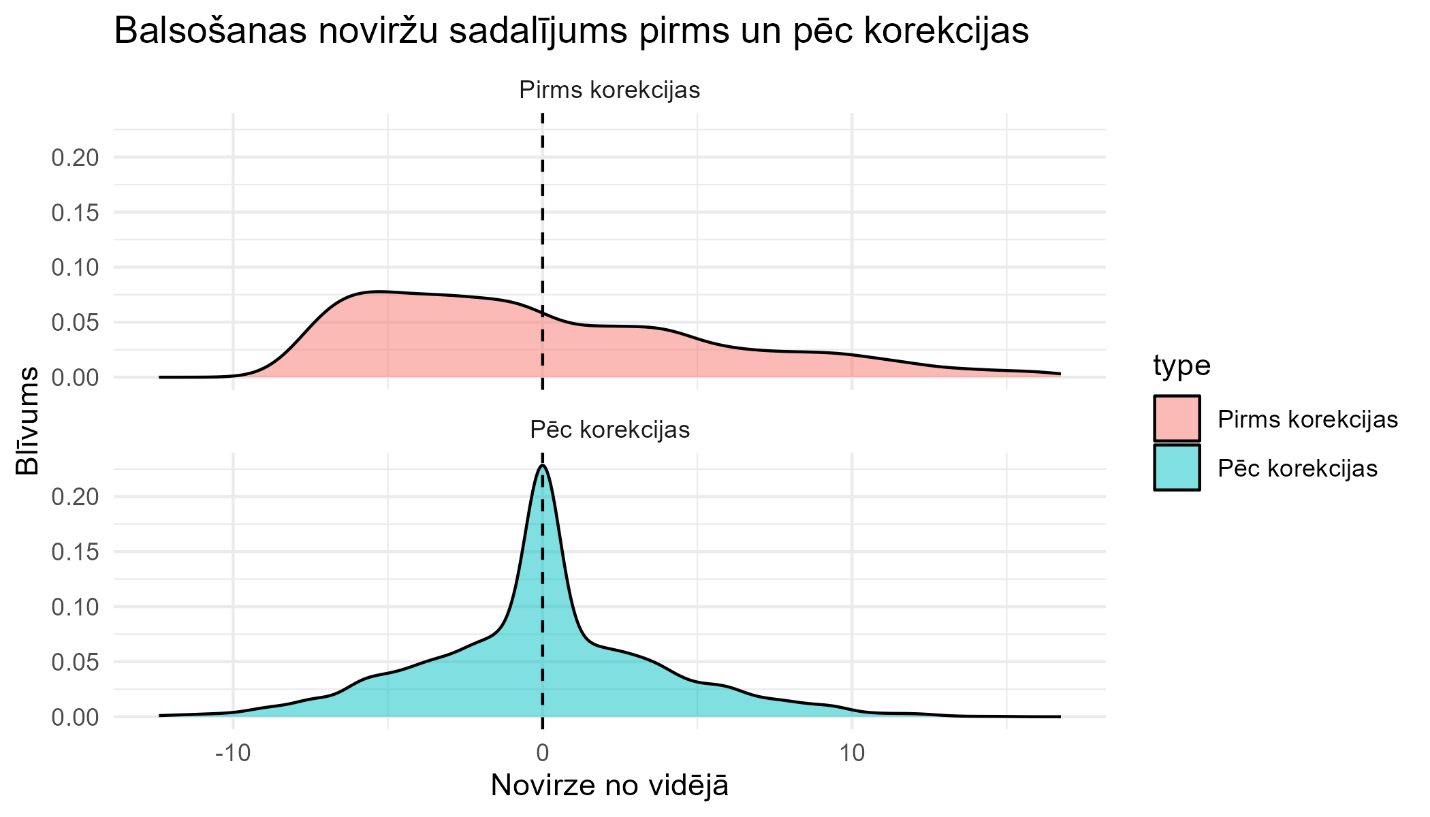 Balsošanas noviržu sadalījums pirms un pēc korekcijas
Pirms korekcijas
0.20
0.15
0.10
0.05
0.00
Blīvums
Pēc korekcijas
0.20
0.15
0.10
0.05
0.00
-10
0
10
Novirze no vidējā
type
Pirms korekcijas
Pēc korekcijas